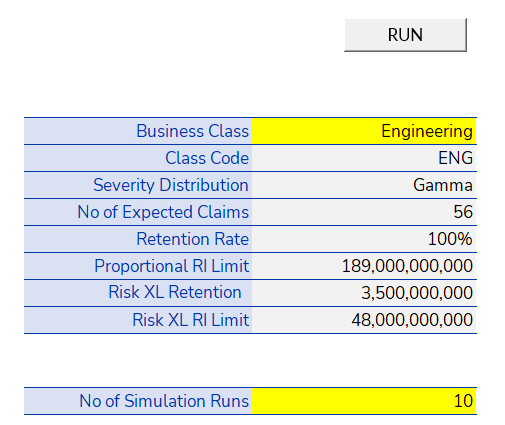 RUN
Business Class Engineering
Class Code ENG
Severity Distribution Gamma
No of Expected Claims 56
Retention Rate 100%
Proportional RI Limit 189,000,000,000
Risk XL Retention 3,500,000,000
Risk XL RI Limit 48,000,000,000
No of Simulation Runs 10